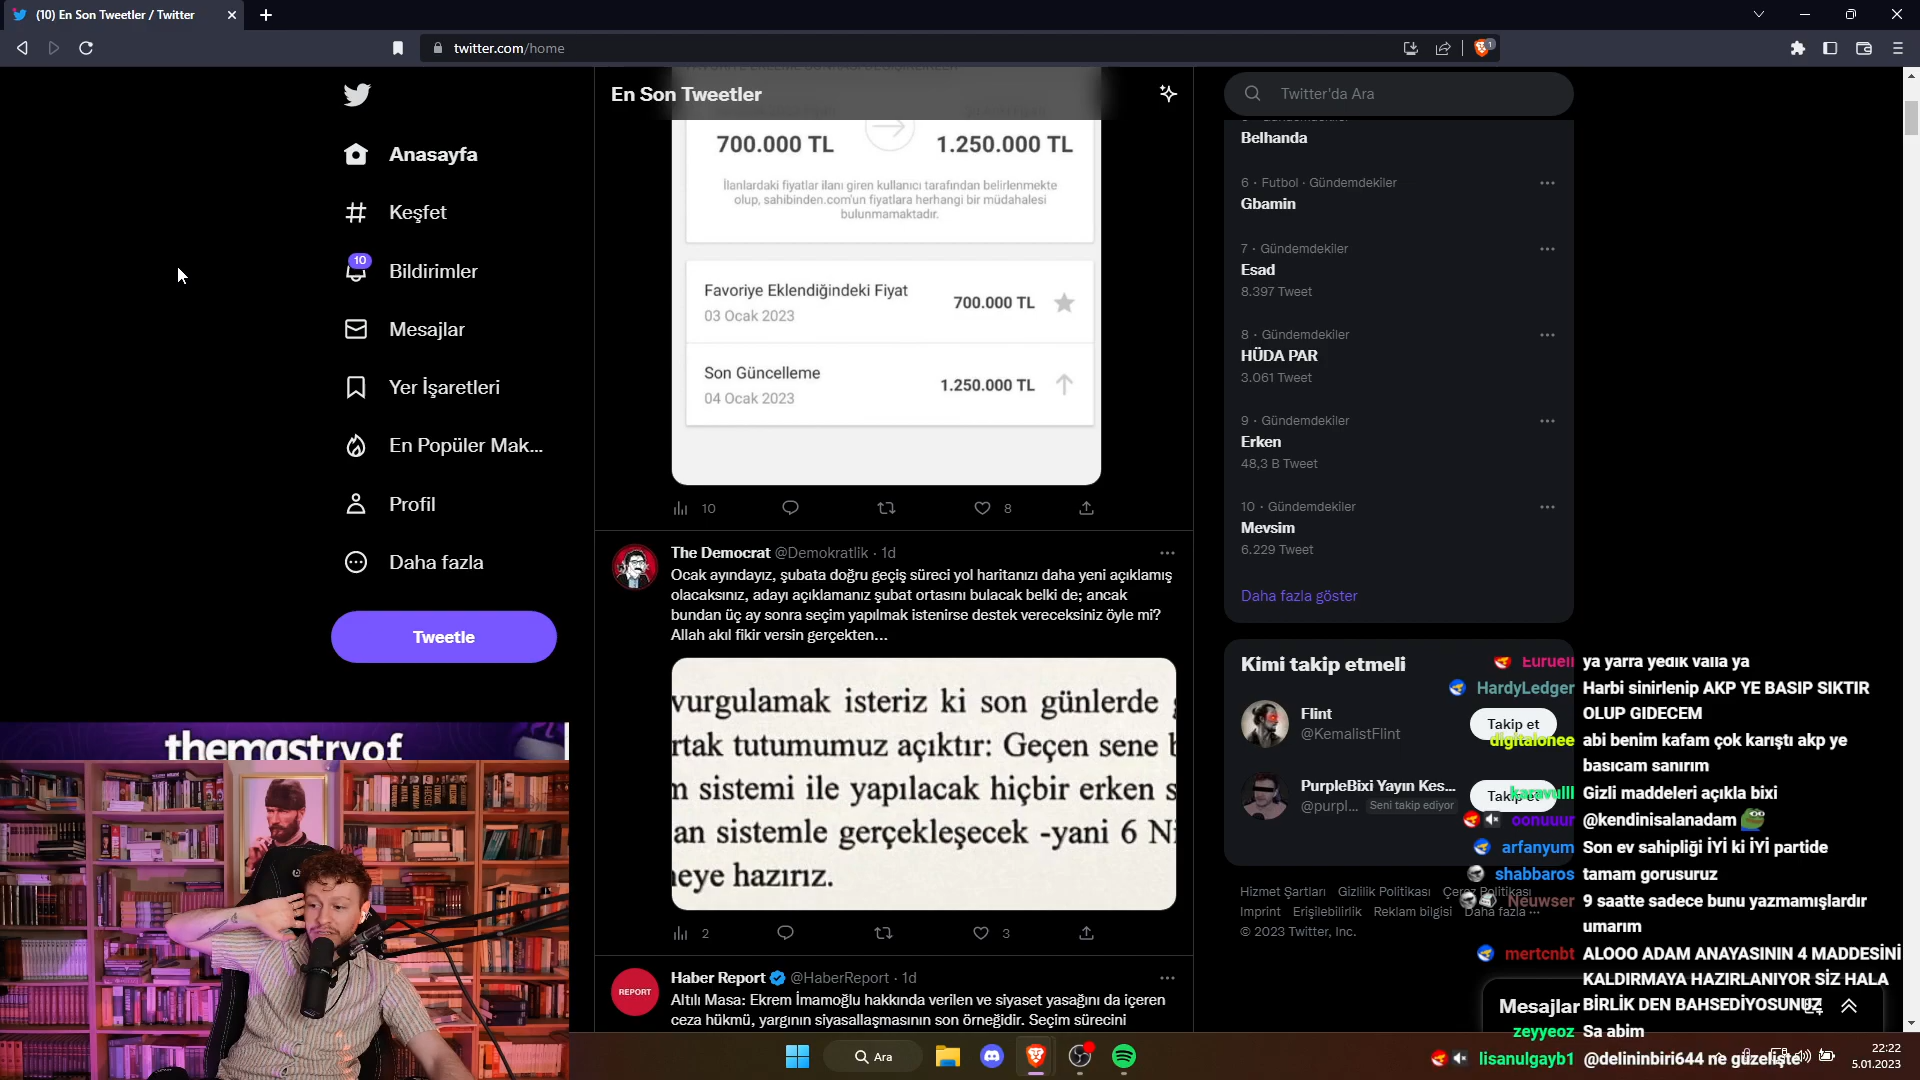 (10) En Son Tweetler / Twitter
twitter.com/home
1
Anasayfa
Keşfet
10
Bildirimler
Mesajlar
Yer İşaretleri
En Popüler Mak...
Profil
Daha fazla
Tweetle
En Son Tweetler
700.000 TL
1.250.000 TL
İlanlardaki fiyatlar ilanı giren kullanıcı tarafından belirlenmekte
olup, sahibinden.com'un fiyatlara herhangi bir müdahalesi
bulunmamaktadır.
Favoriye Eklendiğindeki Fiyat
03 Ocak 2023
700.000 TL
Son Güncelleme
04 Ocak 2023
1.250.000 TL
10
8
The Democrat @Demokratlik · 1d
Ocak ayındayız, şubata doğru geçiş süreci yol haritanızı daha yeni açıklamış
olacaksınız, adayı açıklamanız şubat ortasını bulacak belki de; ancak
bundan üç ay sonra seçim yapılmak istenirse destek vereceksiniz öyle mi?
Allah akıl fikir versin gerçekten...
vurgulamak isteriz ki son günlerde
rtak tutumumuz açıktır: Geçen sene
sistemi ile yapılacak hiçbir erken
an sistemle gerçekleşecek -yani 6
eye hazırız.
2
3
Haber Report @HaberReport · 1d
REPORT
Altılı Masa: Ekrem İmamoğlu hakkında verilen ve siyaset yasağını da içeren
ceza hükmü, yargının siyasallaşmasının son örneğidir. Seçim sürecini
Twitter'da Ara
Belhanda
6 · Futbol · Gündemdekiler
Gbamin
7 · Gündemdekiler
Esad
8.397 Tweet
8 · Gündemdekiler
HÜDA PAR
3.061 Tweet
9 · Gündemdekiler
Erken
48,3 B Tweet
10 · Gündemdekiler
Mevsim
6.229 Tweet
Daha fazla göster
Kimi takip etmeli
Flint
@KemalistFlint
Takip et
PurpleBixi Yayın Kes...
@purpl... Seni takip ediyor
Takip et
Hizmet Şartları Gizlilik Politikası Çerez Politikası
Imprint Erişilebilirlik Reklam bilgisi Daha fazla ...
© 2023 Twitter, Inc.
Mesajlar
Euruell ya yarra yedik valla ya
HardyLedger Harbi sinirlenip AKP YE BASIP SIKTIR
OLUP GIDECEM
digitalonee abi benim kafam çok karıştı akp ye
basıcam sanırım
karavulll Gizli maddeleri açıkla bixi
oonuuur @kendinisalanadam
arfanyum Son ev sahipliği İYİ ki İYİ partide
shabbaros tamam gorusuruz
Neuwser 9 saatte sadece bunu yazmamışlardır
umarım
mertcnbt ALOOO ADAM ANAYASININ 4 MADDESİNİ
KALDIRMAYA HAZIRLANIYOR SİZ HALA
BİRLİK DEN BAHSEDİYOSUNUZ
zeyyeoz Sa abim
lisanulgayb1 @delininbiri644 ne güzelişte
themastryof
Ara
22:22
5.01.2023